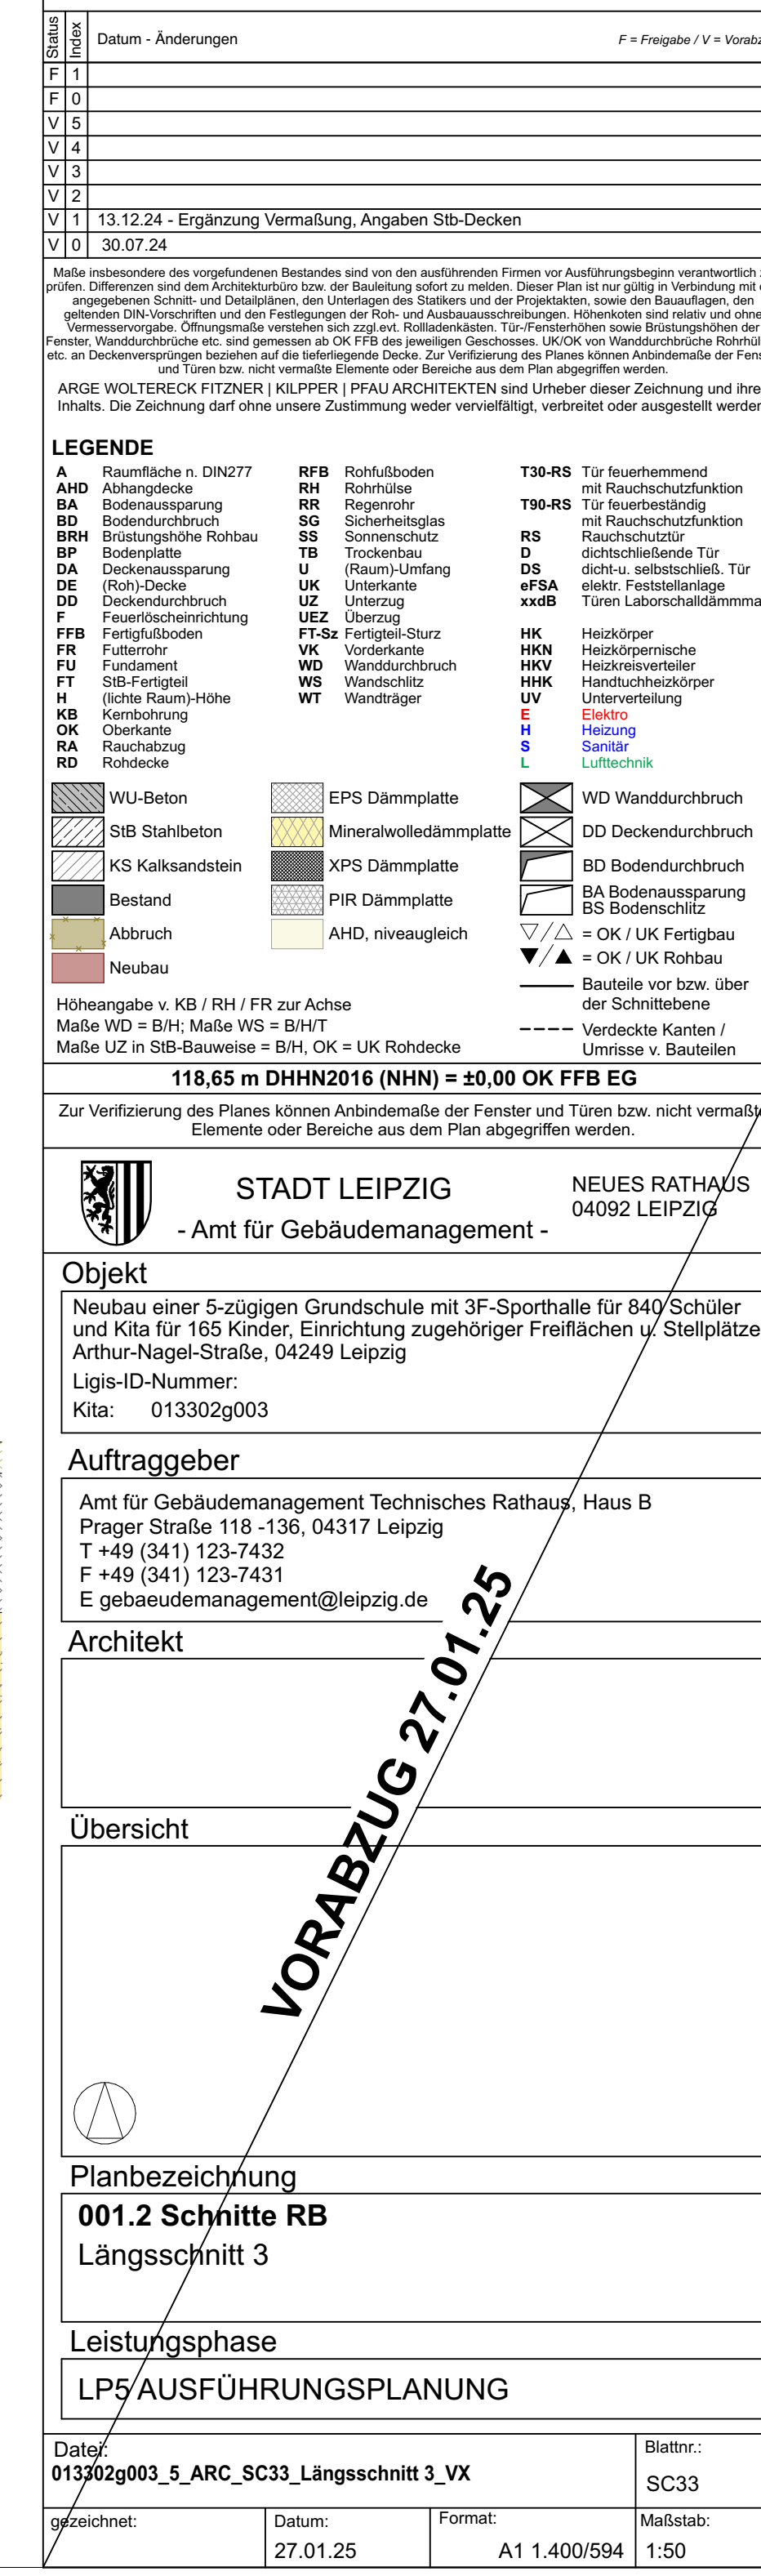 Status
Index
Datum - Änderungen
F = Freigabe / V = Vorabz
F 1
F 0
V 5
V 4
V 3
V 2
V 1 13.12.24 - Ergänzung Vermaßung, Angaben Stb-Decken
V 0 30.07.24
Maße insbesondere des vorgefundenen Bestandes sind von den ausführenden Firmen vor Ausführungsbeginn verantwortlich
prüfen. Differenzen sind dem Architekturbüro bzw. der Bauleitung sofort zu melden. Dieser Plan ist nur gültig in Verbindung mit
angegebenen Schnitt- und Detailplänen, den Unterlagen des Statikers und der Projektakten, sowie den Bauauflagen, den
geltenden DIN-Vorschriften und den Festlegungen der Roh- und Ausbauausschreibungen. Höhenkoten sind relativ und ohne
Vermesservorgabe. Öffnungsmaße verstehen sich zzgl.evt. Rollladenkästen. Tür-/Fensterhöhen sowie Brüstungshöhen der
Fenster, Wanddurchbrüche etc. sind gemessen ab OK FFB des jeweiligen Geschosses. UK/OK von Wanddurchbrüche Rohrhül
etc. an Deckenversprüngen beziehen auf die tieferliegende Decke. Zur Verifizierung des Planes können Anbindemaße der Fens
und Türen bzw. nicht vermaßte Elemente oder Bereiche aus dem Plan abgegriffen werden.
ARGE WOLTERECK FITZNER | KILPPER | PFAU ARCHITEKTEN sind Urheber dieser Zeichnung und ihre
Inhalts. Die Zeichnung darf ohne unsere Zustimmung weder vervielfältigt, verbreitet oder ausgestellt werden
LEGENDE
A Raumfläche n. DIN277
AHD Abhangdecke
BA Bodenaussparung
BD Bodendurchbruch
BRH Brüstungshöhe Rohbau
BP Bodenplatte
DA Deckenaussparung
DE (Roh)-Decke
DD Deckendurchbruch
F Feuerlöscheinrichtung
FFB Fertigfußboden
FR Futterrohr
FU Fundament
FT StB-Fertigteil
H (lichte Raum)-Höhe
KB Kernbohrung
OK Oberkante
RA Rauchabzug
RD Rohdecke
RFB Rohfußboden
RH Rohrhülse
RR Regenrohr
SG Sicherheitsglas
SS Sonnenschutz
TB Trockenbau
U (Raum)-Umfang
UK Unterkante
UZ Unterzug
UEZ Überzug
FT-Sz Fertigteil-Sturz
VK Vorderkante
WD Wanddurchbruch
WS Wandschlitz
WT Wandträger
T30-RS Tür feuerhemmend
mit Rauchschutzfunktion
T90-RS Tür feuerbeständig
mit Rauchschutzfunktion
RS Rauchschutztür
D dichtschließende Tür
DS dicht-u. selbstschließ. Tür
eFSA elektr. Feststellanlage
xxdB Türen Laborschalldämmma
HK Heizkörper
HKN Heizkörpernische
HKV Heizkreisverteiler
HHK Handtuchheizkörper
UV Unterverteilung
E Elektro
H Heizung
S Sanitär
L Lufttechnik
WU-Beton
StB Stahlbeton
KS Kalksandstein
Bestand
Abbruch
Neubau
EPS Dämmplatte
Mineralwolledämmplatte
XPS Dämmplatte
PIR Dämmplatte
AHD, niveaugleich
WD Wanddurchbruch
DD Deckendurchbruch
BD Bodendurchbruch
BA Bodenaussparung
BS Bodenschlitz
= OK / UK Fertigbau
= OK / UK Rohbau
Bauteile vor bzw. über
der Schnittebene
Verdeckte Kanten /
Umrisse v. Bauteilen
Höheangabe v. KB / RH / FR zur Achse
Maße WD = B/H; Maße WS = B/H/T
Maße UZ in StB-Bauweise = B/H, OK = UK Rohdecke
118,65 m DHHN2016 (NHN) = ±0,00 OK FFB EG
Zur Verifizierung des Planes können Anbindemaße der Fenster und Türen bzw. nicht vermaßte
Elemente oder Bereiche aus dem Plan abgegriffen werden.
STADT LEIPZIG
- Amt für Gebäudemanagement -
NEUES RATHAUS
04092 LEIPZIG
Objekt
Neubau einer 5-zügigen Grundschule mit 3F-Sporthalle für 840 Schüler
und Kita für 165 Kinder, Einrichtung zugehöriger Freiflächen u. Stellplätze
Arthur-Nagel-Straße, 04249 Leipzig
Ligis-ID-Nummer:
Kita: 013302g003
Auftraggeber
Amt für Gebäudemanagement Technisches Rathaus, Haus B
Prager Straße 118 -136, 04317 Leipzig
T +49 (341) 123-7432
F +49 (341) 123-7431
E gebaeudemanagement@leipzig.de
Architekt
VORABZUG 27.01.25
Übersicht
Planbezeichnung
001.2 Schnitte RB
Längsschnitt 3
Leistungsphase
LP5 AUSFÜHRUNGSPLANUNG
Datei:
013302g003_5_ARC_SC33_Längsschnitt 3_VX
Blattnr.:
SC33
gezeichnet:
Datum:
27.01.25
Format:
A1 1.400/594
Maßstab:
1:50